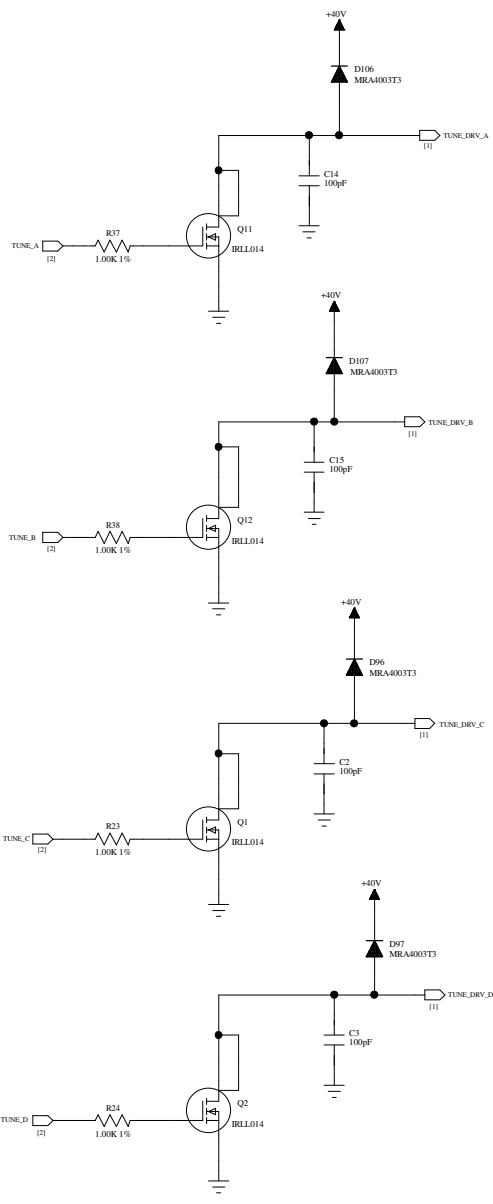 +40V
D106
MRA4003T3
TUNE_DRV_A
[1]
C14
100pF
Q11
IRLL014
R37
TUNE_A
[2]
1.00K 1%
+40V
D107
MRA4003T3
TUNE_DRV_B
[1]
C15
100pF
Q12
IRLL014
R38
TUNE_B
[2]
1.00K 1%
+40V
D96
MRA4003T3
TUNE_DRV_C
[1]
C2
100pF
Q1
IRLL014
R23
TUNE_C
[2]
1.00K 1%
+40V
D97
MRA4003T3
TUNE_DRV_D
[1]
C3
100pF
Q2
IRLL014
R24
TUNE_D
[2]
1.00K 1%